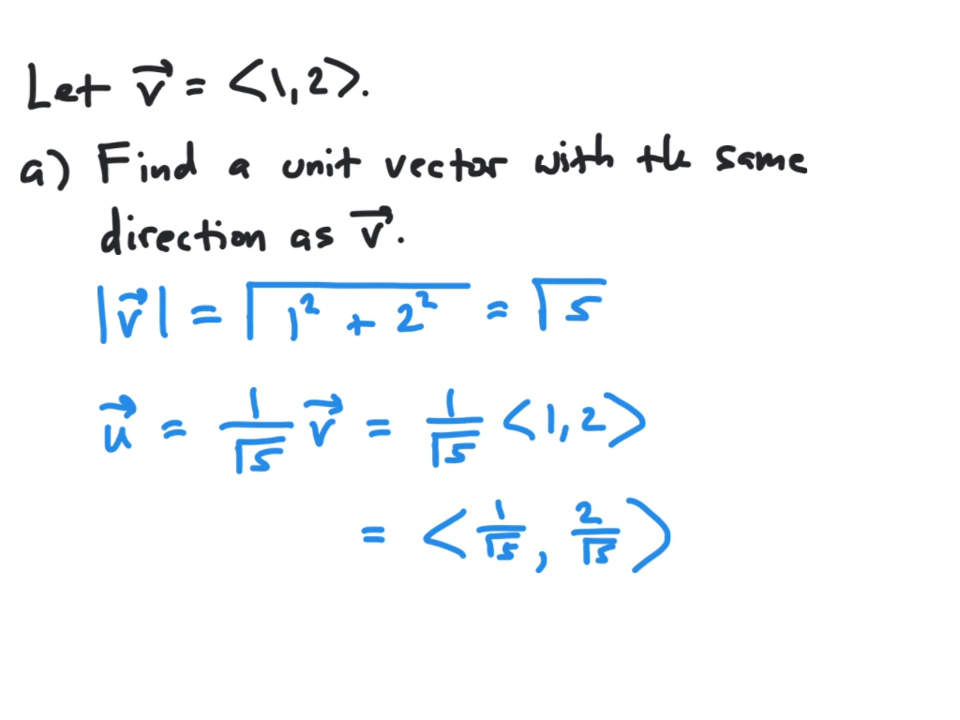 Let v⃗ = <1,2>.
a) Find a unit vector with the same
direction as v⃗.
|v⃗| = √(1² + 2²) = √5
u⃗ = 1/√5 v⃗ = 1/√5 <1,2>
= <1/√5, 2/√5>